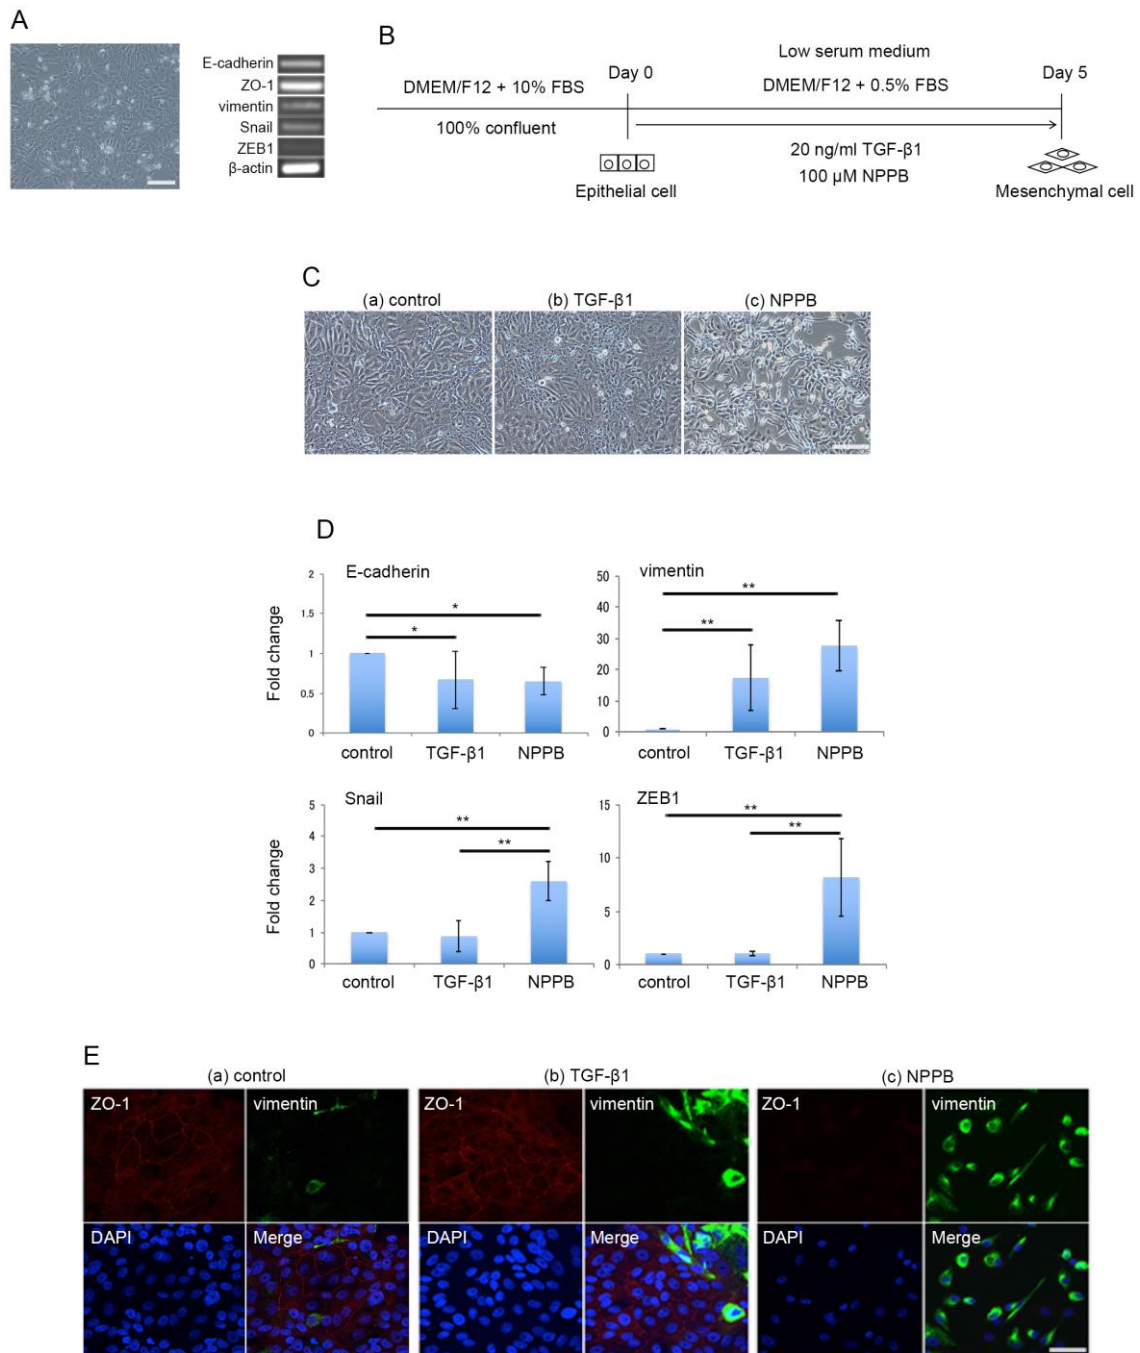 A
E-cadherin
ZO-1
vimentin
Snail
ZEB1
β-actin
B
Low serum medium
Day 0
Day 5
DMEM/F12 + 10% FBS
DMEM/F12 + 0.5% FBS
100% confluent
20 ng/ml TGF-β1
100 μM NPPB
Epithelial cell
Mesenchymal cell
C
(a) control
(b) TGF-β1
(c) NPPB
D
E-cadherin
Fold change
2
1.5
1
0.5
0
*
*
control
TGF-β1
NPPB
vimentin
50
40
30
20
10
0
**
**
control
TGF-β1
NPPB
Snail
Fold change
5
4
3
2
1
0
**
**
control
TGF-β1
NPPB
ZEB1
15
10
5
0
**
**
control
TGF-β1
NPPB
E
(a) control
(b) TGF-β1
(c) NPPB
ZO-1
vimentin
ZO-1
vimentin
ZO-1
vimentin
DAPI
Merge
DAPI
Merge
DAPI
Merge